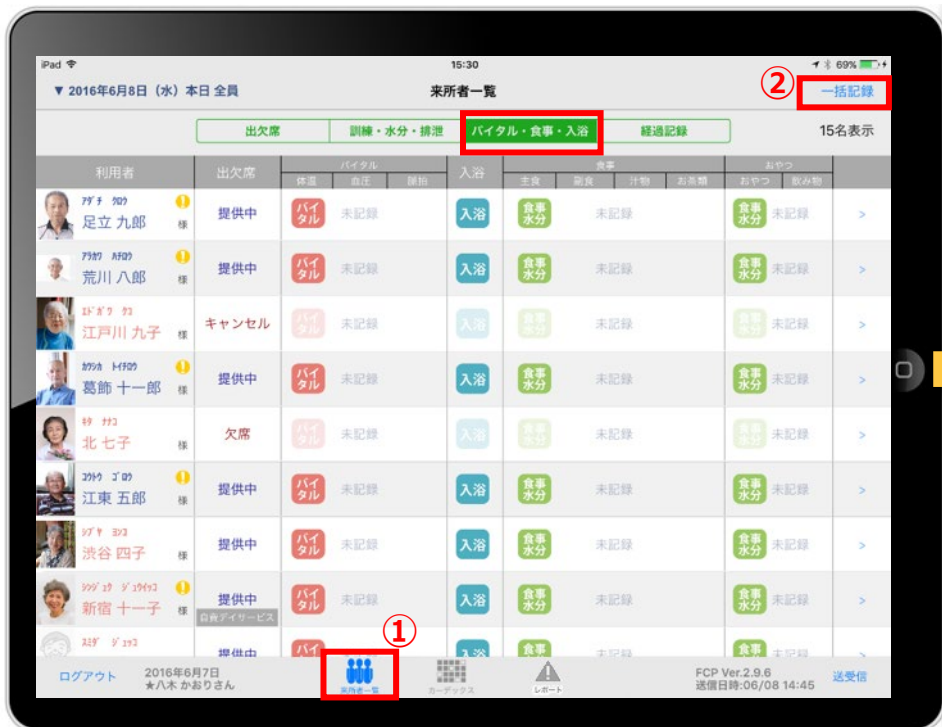 iPad 15:30 69%
▼ 2016年6月8日（水）本日 全員 来所者一覧 ② 一括記録
出欠席 訓練・水分・排泄 バイタル・食事・入浴 経過記録 15名表示
利用者 出欠席 バイタル 入浴 食事 おやつ
体温 血圧 脈拍 主食 副食 汁物 お茶類 おやつ 飲み物
アダチ クロウ
足立 九郎 様 提供中 バイタル 未記録 入浴 食事水分 未記録 食事水分 未記録 >
アラカワ ハチロウ
荒川 八郎 様 提供中 バイタル 未記録 入浴 食事水分 未記録 食事水分 未記録 >
エドガワ クコ
江戸川 九子 様 キャンセル バイタル 未記録 入浴 食事水分 未記録 食事水分 未記録 >
カツシカ トイチロウ
葛飾 十一郎 様 提供中 バイタル 未記録 入浴 食事水分 未記録 食事水分 未記録 >
キタ ナナコ
北 七子 様 欠席 バイタル 未記録 入浴 食事水分 未記録 食事水分 未記録 >
コウトウ ゴロウ
江東 五郎 様 提供中 バイタル 未記録 入浴 食事水分 未記録 食事水分 未記録 >
シブヤ ヨツコ
渋谷 四子 様 提供中 バイタル 未記録 入浴 食事水分 未記録 食事水分 未記録 >
新宿 十一子 様 提供中 バイタル 未記録 入浴 食事水分 未記録 食事水分 未記録 >
自費デイサービス
①
提供中 バイタル 入浴 食事 未記録 食事 未記録
ログアウト 2016年6月7日 来所者一覧 カーデックス レポート FCP Ver.2.9.6 送受信
★八木 かおりさん 送信日時:06/08 14:45